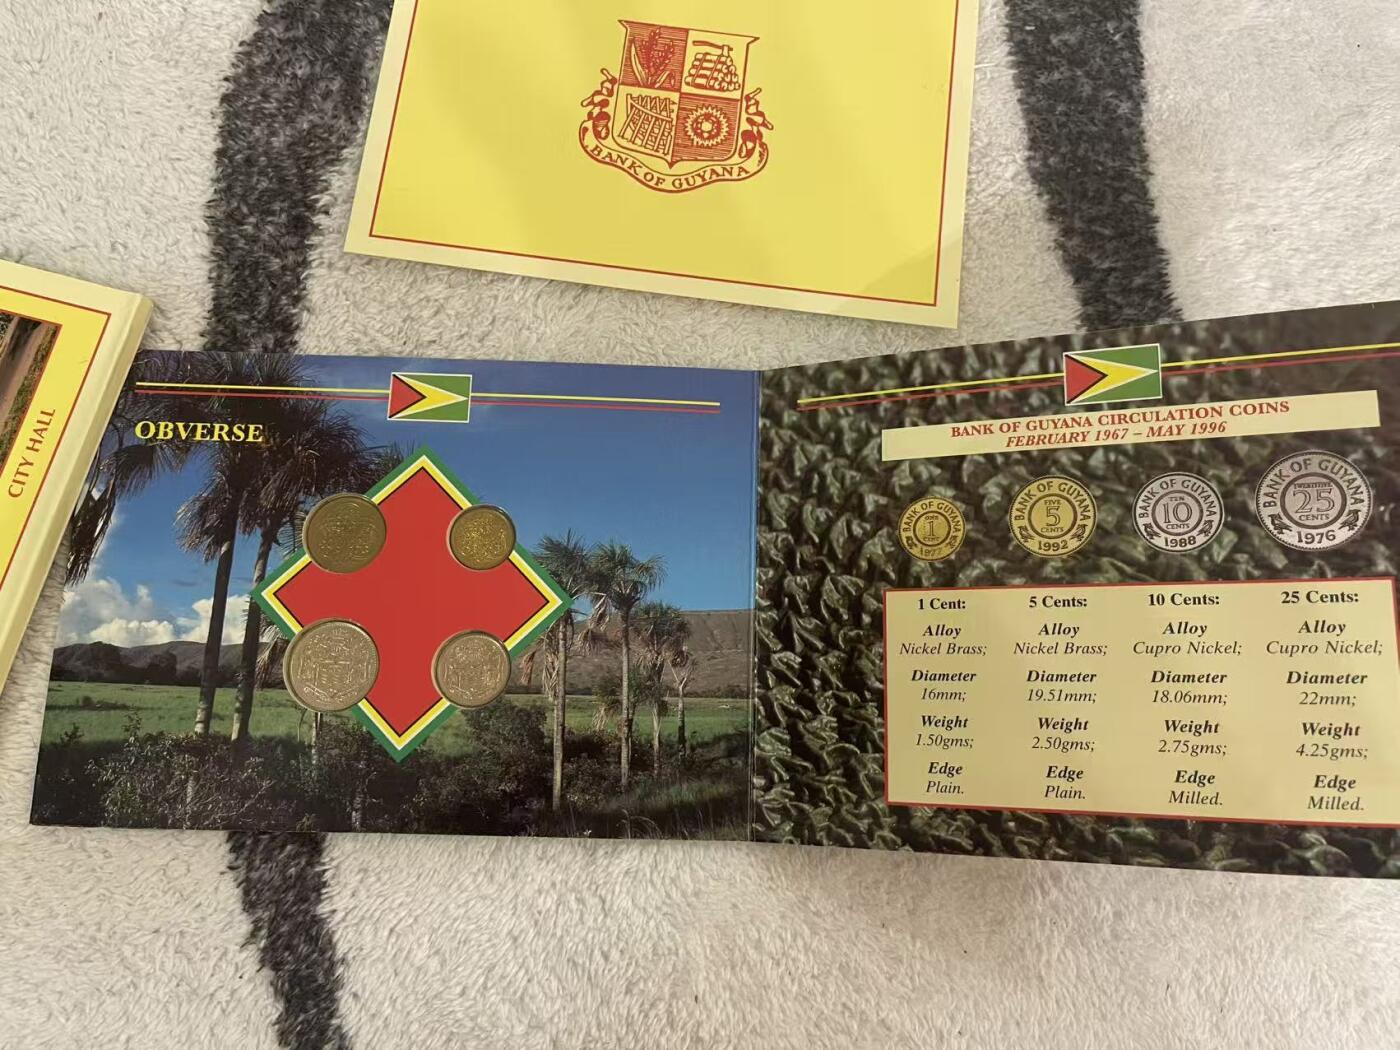 BANK OF GUYANA
CITY HALL
OBVERSE
BANK OF GUYANA CIRCULATION COINS
FEBRUARY 1967 – MAY 1996
BANK OF GUYANA
ONE
1
CENT
1977
BANK OF GUYANA
FIVE
5
CENTS
1992
BANK OF GUYANA
TEN
10
CENTS
1988
BANK OF GUYANA
TWENTYFIVE
25
CENTS
1976
1 Cent: 5 Cents: 10 Cents: 25 Cents:
Alloy Alloy Alloy Alloy
Nickel Brass; Nickel Brass; Cupro Nickel; Cupro Nickel;
Diameter Diameter Diameter Diameter
16mm; 19.51mm; 18.06mm; 22mm;
Weight Weight Weight Weight
1.50gms; 2.50gms; 2.75gms; 4.25gms;
Edge Edge Edge Edge
Plain. Plain. Milled. Milled.